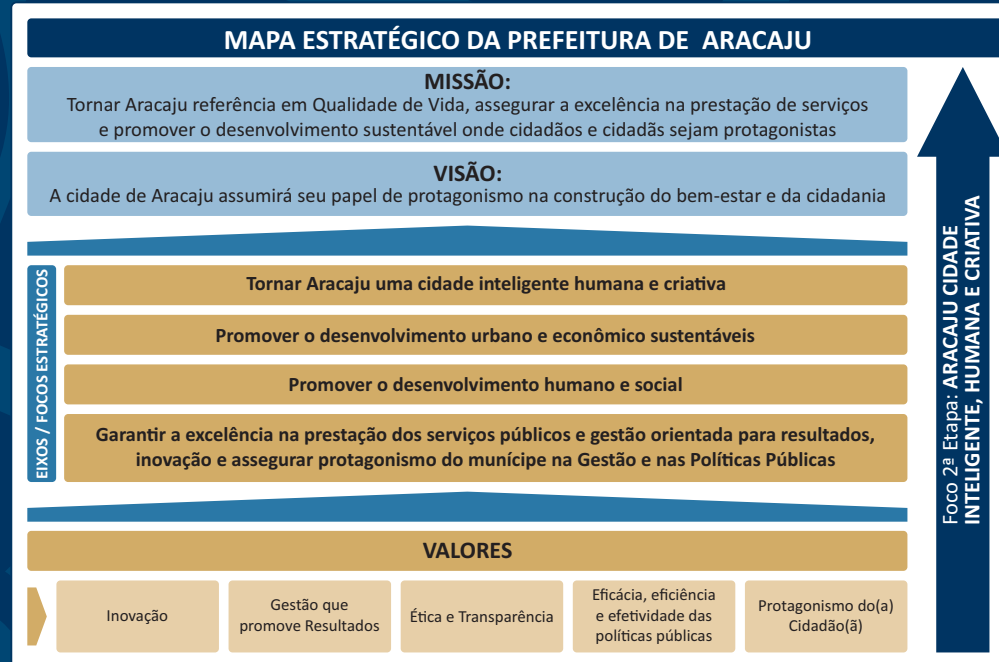 MAPA ESTRATÉGICO DA PREFEITURA DE ARACAJU
MISSÃO:
Tornar Aracaju referência em Qualidade de Vida, assegurar a excelência na prestação de serviços
e promover o desenvolvimento sustentável onde cidadãos e cidadãs sejam protagonistas
VISÃO:
A cidade de Aracaju assumirá seu papel de protagonismo na construção do bem-estar e da cidadania
EIXOS / FOCOS ESTRATÉGICOS
Tornar Aracaju uma cidade inteligente humana e criativa
Promover o desenvolvimento urbano e econômico sustentáveis
Promover o desenvolvimento humano e social
Garantir a excelência na prestação dos serviços públicos e gestão orientada para resultados,
inovação e assegurar protagonismo do munícipe na Gestão e nas Políticas Públicas
VALORES
Inovação
Gestão que
promove Resultados
Ética e Transparência
Eficácia, eficiência
e efetividade das
políticas públicas
Protagonismo do(a)
Cidadão(ã)
Foco 2ª Etapa: ARACAJU CIDADE
INTELIGENTE, HUMANA E CRIATIVA